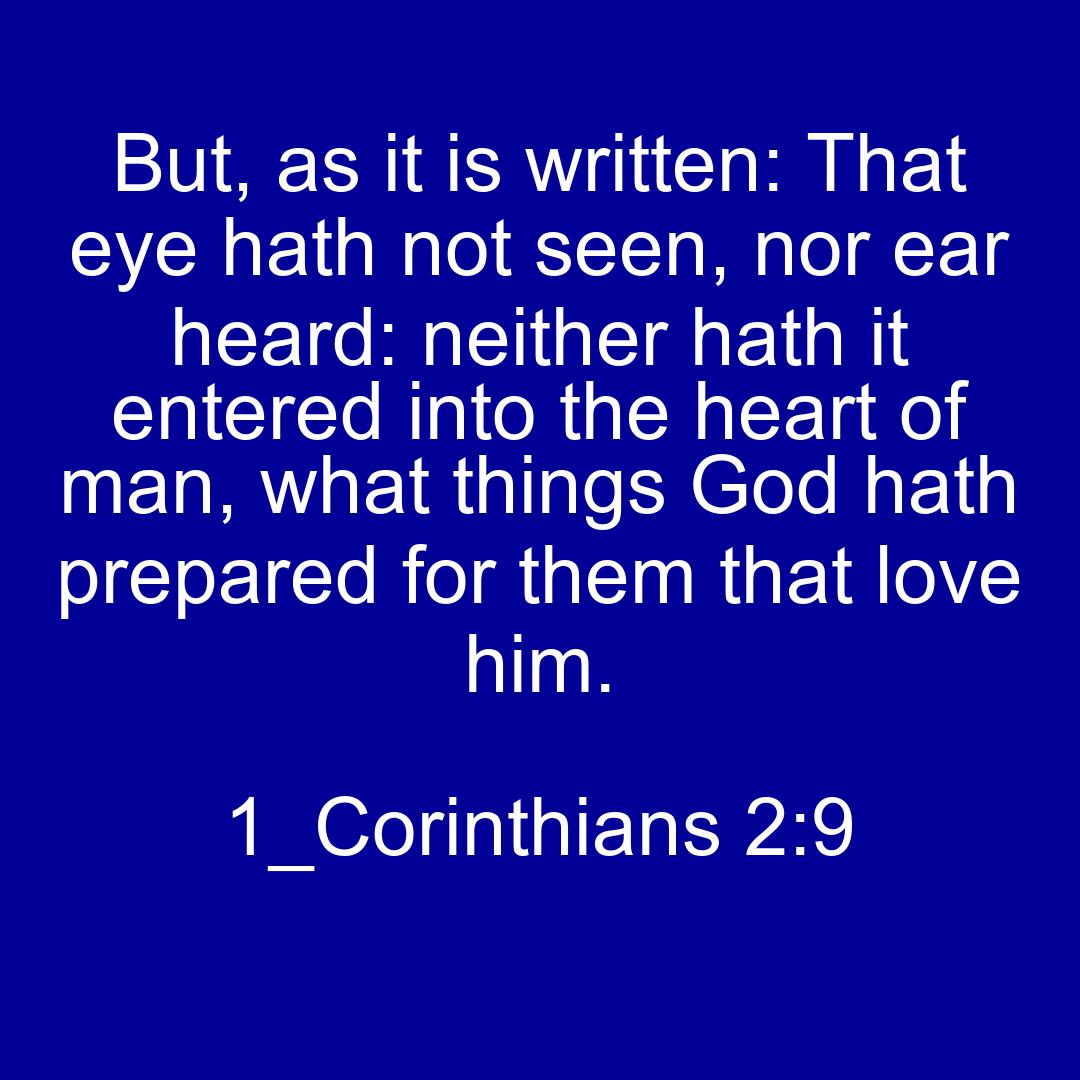 But, as it is written: That
eye hath not seen, nor ear
heard: neither hath it
entered into the heart of
man, what things God hath
prepared for them that love
him.
1_Corinthians 2:9